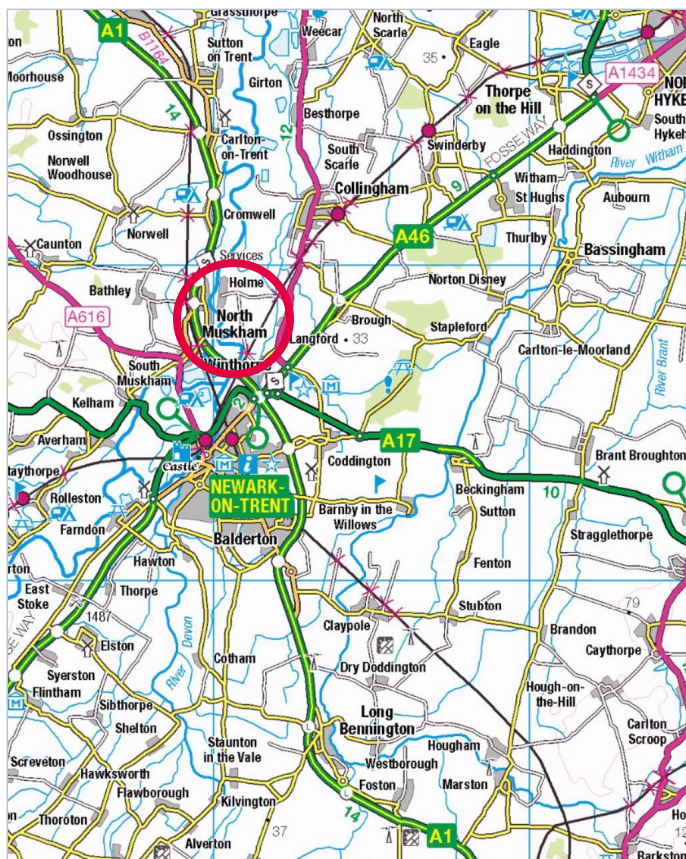 Grassthorpe
North
Scarle
Weecar
Eagle
35
A1
B1164
Sutton
on Trent
Girton
Moorhouse
14
Besthorpe
Thorpe
on the Hill
S
A1434
12
South
Scarle
Swinderby
FOSSE WAY
Haddington
River Witham
Ossington
Carlton-
on-Trent
Norwell
Woodhouse
Collingham
9
Witham
St Hughs
Aubourn
Cromwell
Norwell
A46
Thurlby
Bassingham
Caunton
S
Services
Holme
Norton Disney
Bathley
North
Muskham
L
Brough
Stapleford
A616
Langford
33
Carlton-le-Moorland
River Brant
South
Muskham
Winthorpe
S
Kelham
2
Averham
Castle
Coddington
A17
Brant Broughton
Staythorpe
Rolleston
NEWARK-
ON-TRENT
Beckingham
10
Farndon
Barnby in the
Willows
Sutton
Stragglethorpe
Balderton
Hawton
Fenton
East
Stoke
Thorpe
Stubton
79
1487
River Devon
Claypole
Brandon
FOSSE WAY
Elston
Cotham
Caythorpe
Syerston
Dry Doddington
Flintham
Hough-on-
the-Hill
Sibthorpe
Long
Bennington
Carlton
Scroop
Shelton
Staunton
in the Vale
L
Hougham
Screveton
Westborough
Hawksworth
Foston
Marston
Flawborough
Kilvington
L
14
Thoroton
37
A1
Alverton
Barkston